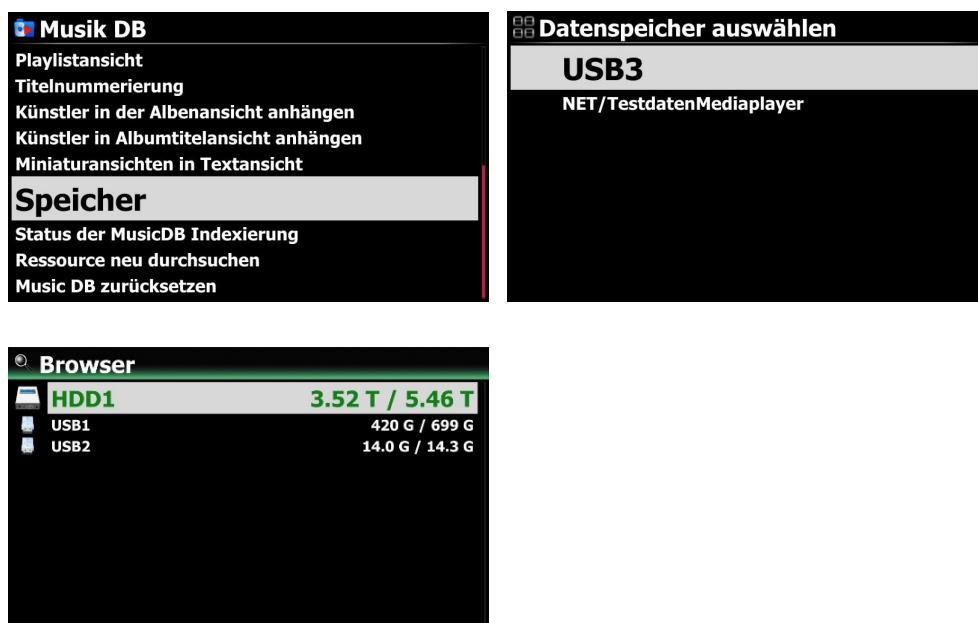 Musik DB
Playlistansicht
Titelnummerierung
Künstler in der Albenansicht anhängen
Künstler in Albumtitelansicht anhängen
Miniaturansichten in Textansicht
Speicher
Status der MusicDB Indexierung
Ressource neu durchsuchen
Music DB zurücksetzen
Datenspeicher auswählen
USB3
NET/TestdatenMediaplayer
Browser
HDD1 3.52 T / 5.46 T
USB1 420 G / 699 G
USB2 14.0 G / 14.3 G